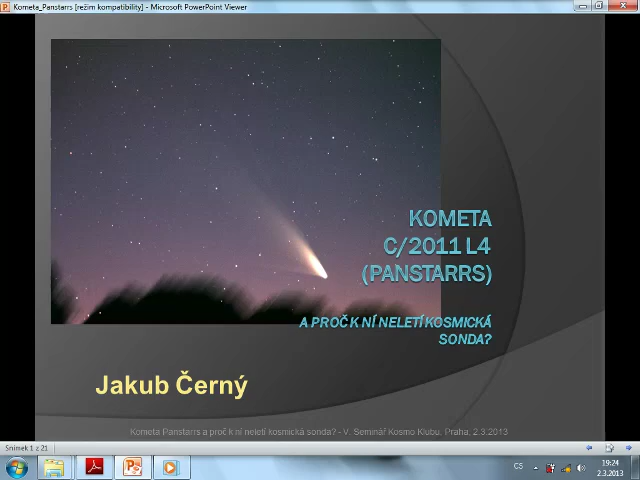 Kometa_Panstarrs [režim kompatibility] - Microsoft PowerPoint Viewer
KOMETA
C/2011 L4
(PANSTARRS)
A PROČ K NÍ NELETÍ KOSMICKÁ
SONDA?
Jakub Černý
Kometa Panstarrs a proč k ní neletí kosmická sonda? - V. Seminář Kosmo Klubu, Praha, 2.3.2013
Snímek 1 z 21
CS
19:24
2.3.2013